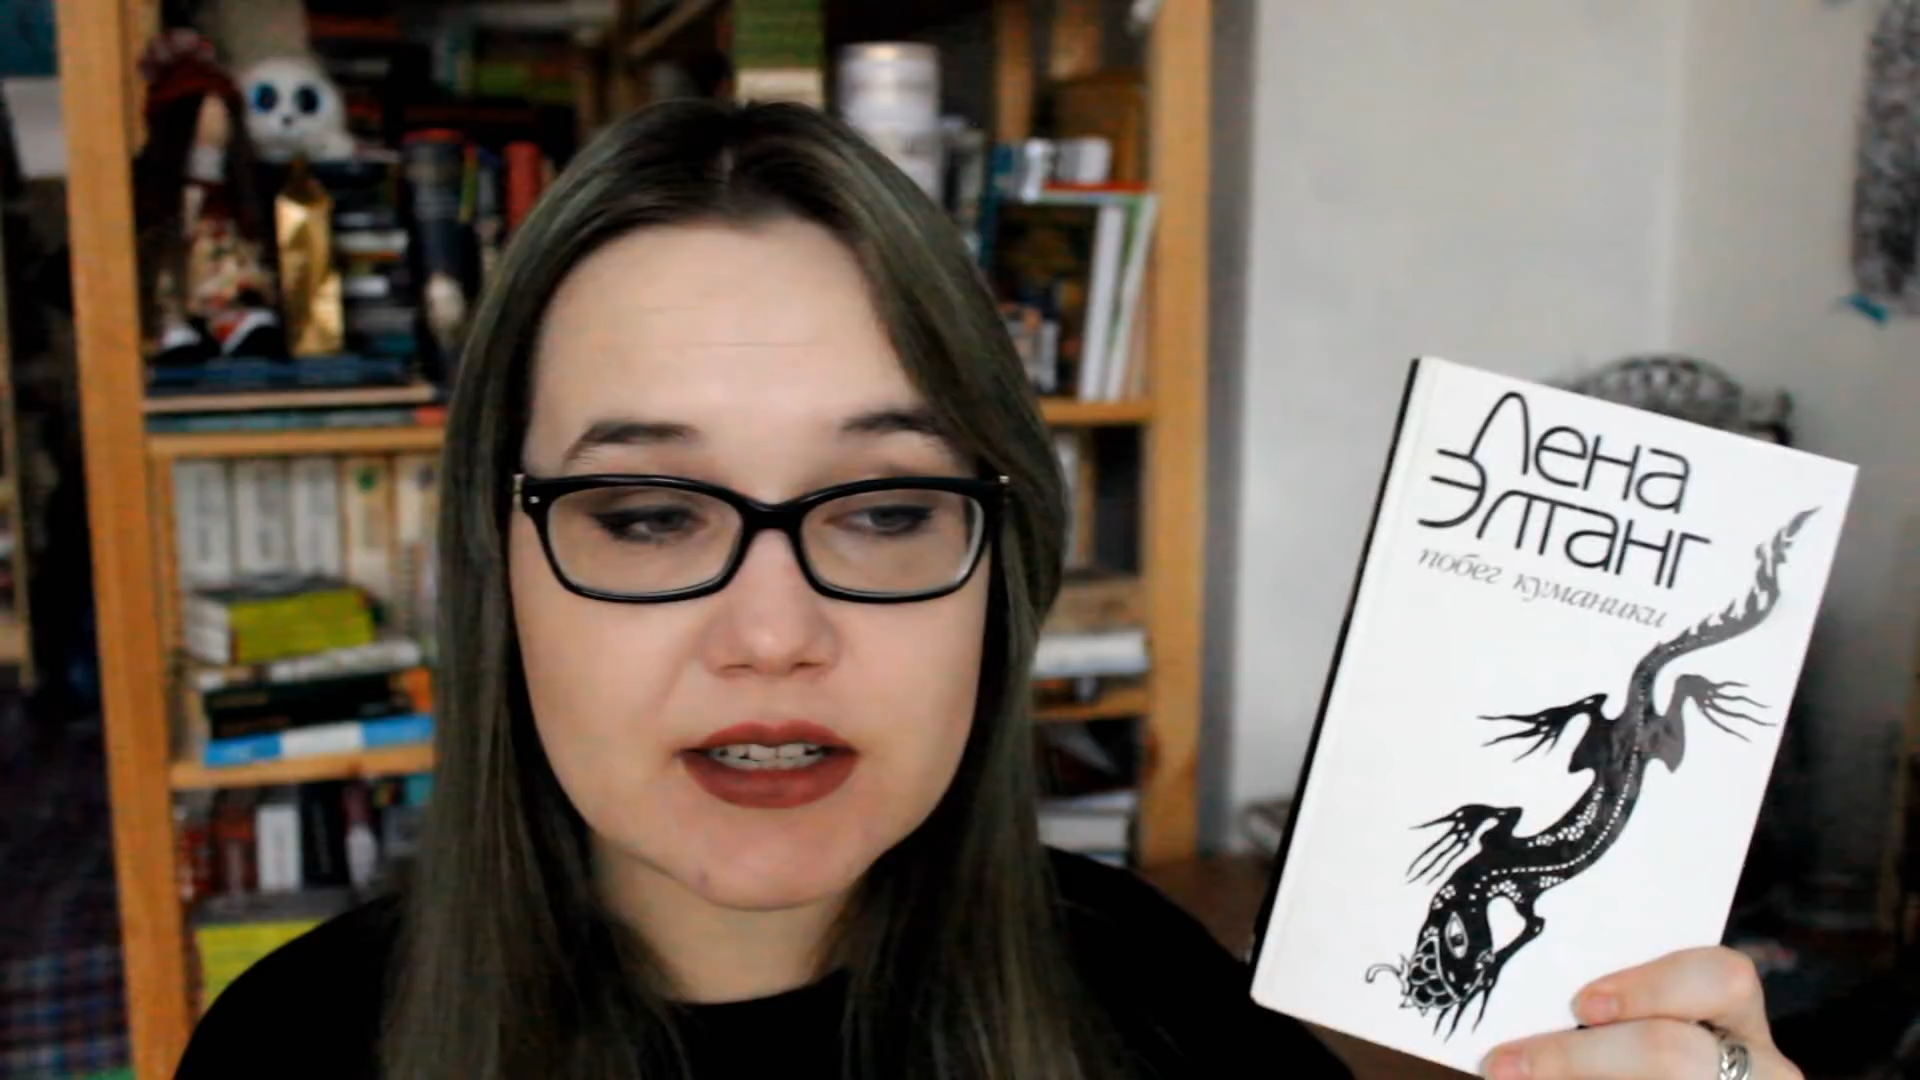 Лена
Элтанг
побег куманики